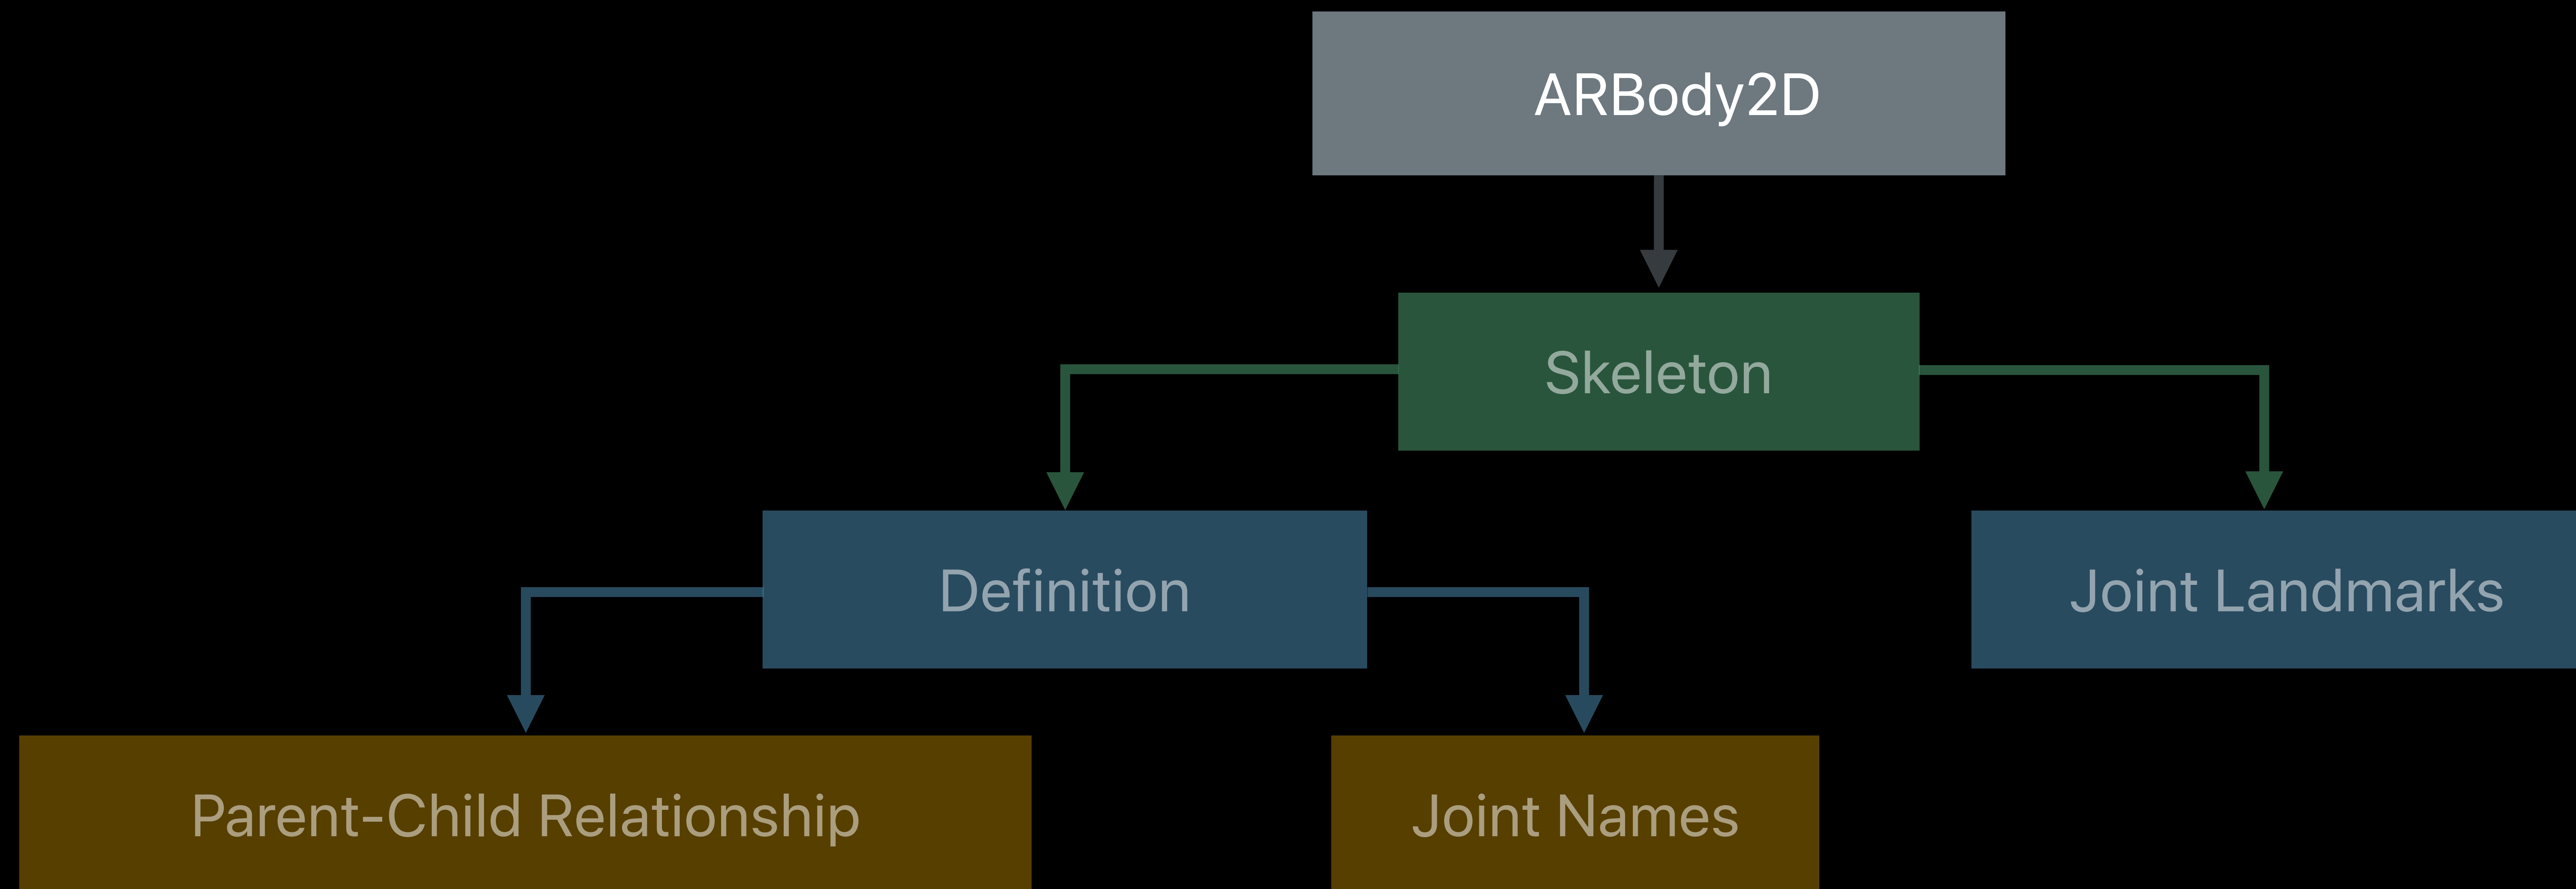 ARBody2D
Skeleton
Definition
Joint Landmarks
Parent-Child Relationship
Joint Names